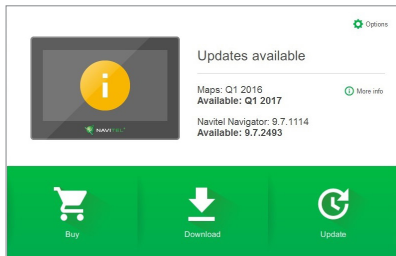 Options
Updates available
Maps: Q1 2016
Available: Q1 2017
More info
Navitel Navigator: 9.7.1114
Available: 9.7.2493
NAVITEL
Buy
Download
Update